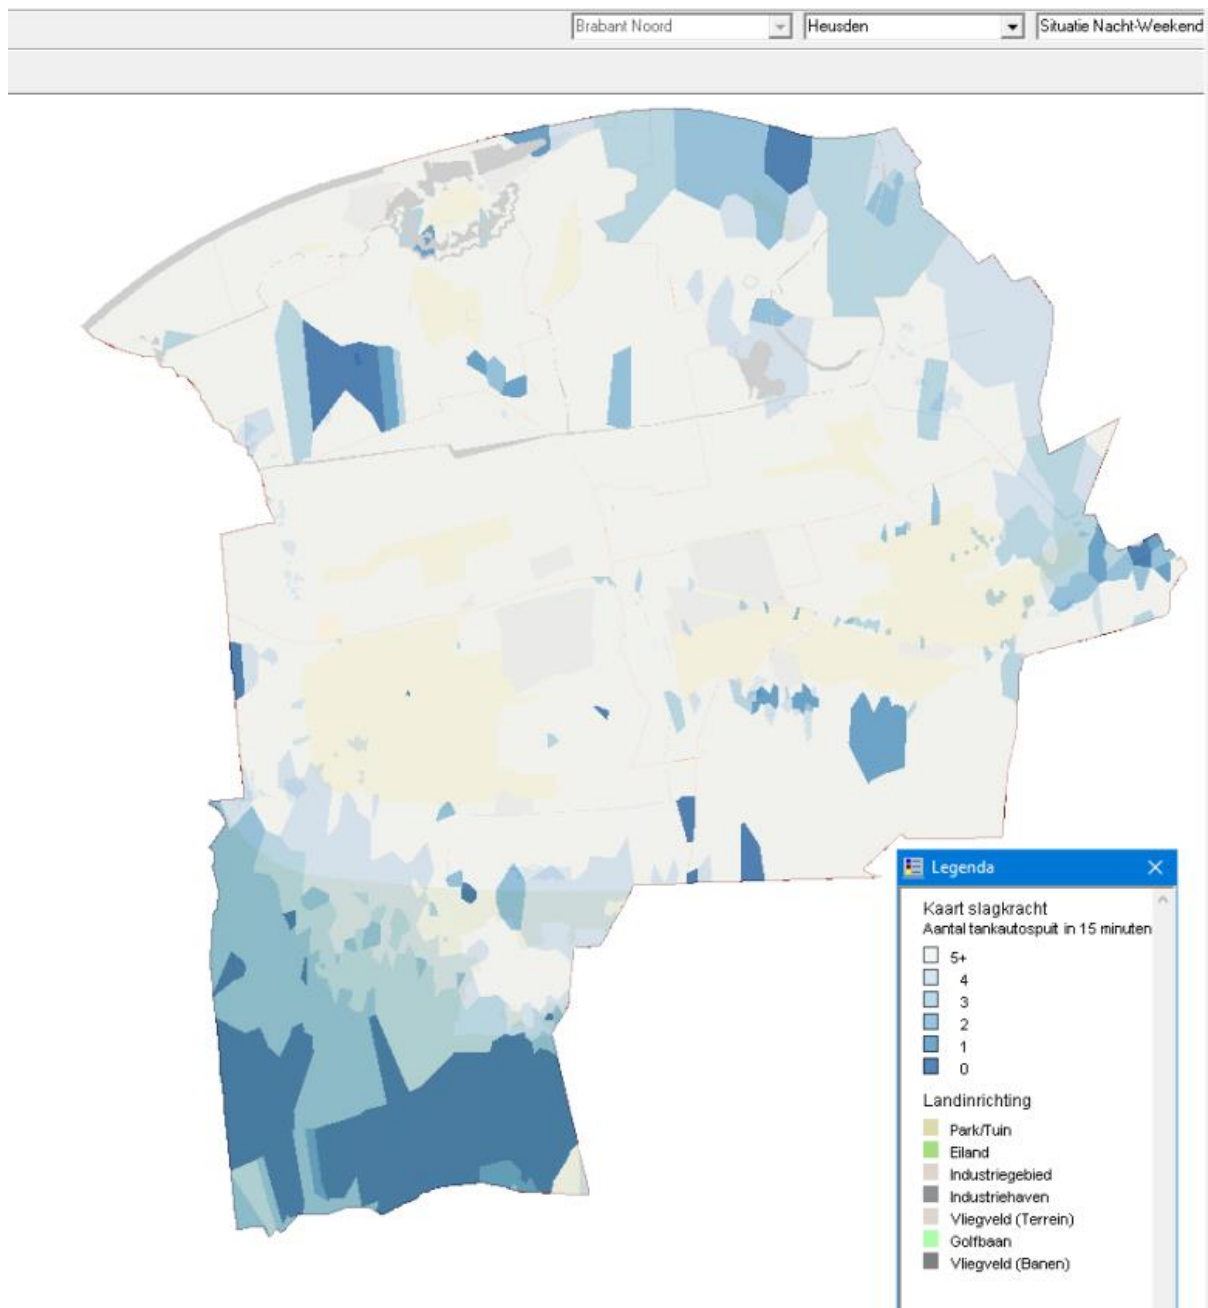 Brabant Noord
Heusden
Situatie Nacht-Weekend
Legenda
Kaart slagkracht
Aantal tankautospuit in 15 minuten
5+
4
3
2
1
0
Landinrichting
Park/Tuin
Eiland
Industriegebied
Industriehaven
Vliegveld (Terrein)
Golfbaan
Vliegveld (Banen)